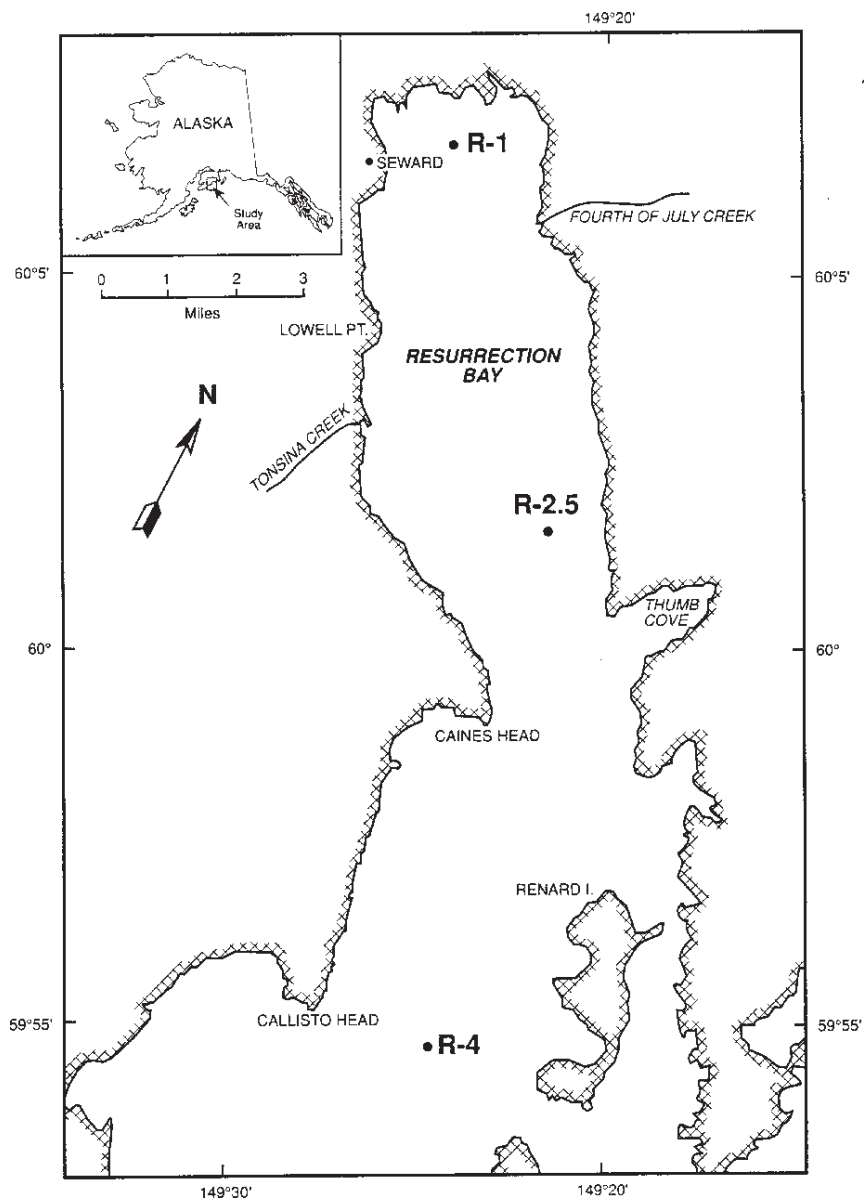 149°20'
ALASKA
Study
Area
R-1
SEWARD
FOURTH OF JULY CREEK
60°5'
60°5'
0 1 2 3
Miles
LOWELL PT.
RESURRECTION
BAY
N
TONSINA CREEK
R-2.5
THUMB
COVE
60°
60°
CAINES HEAD
RENARD I.
CALLISTO HEAD
59°55'
59°55'
R-4
149°30'
149°20'